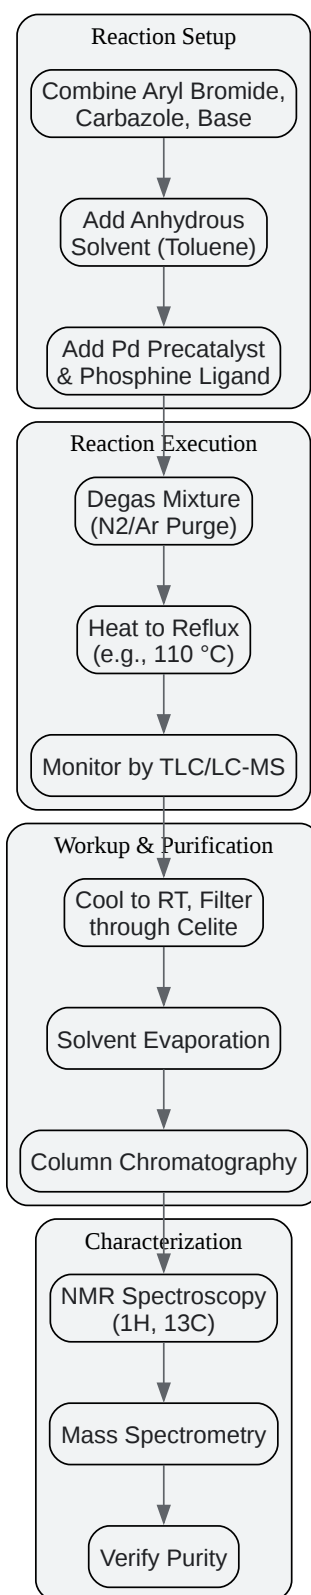 Reaction Setup
Combine Aryl Bromide,
Carbazole, Base
Add Anhydrous
Solvent (Toluene)
Add Pd Precatalyst
& Phosphine Ligand
Reaction Execution
Degas Mixture
(N2/Ar Purge)
Heat to Reflux
(e.g., 110 °C)
Monitor by TLC/LC-MS
Workup & Purification
Cool to RT, Filter
through Celite
Solvent Evaporation
Column Chromatography
Characterization
NMR Spectroscopy
(1H, 13C)
Mass Spectrometry
Verify Purity